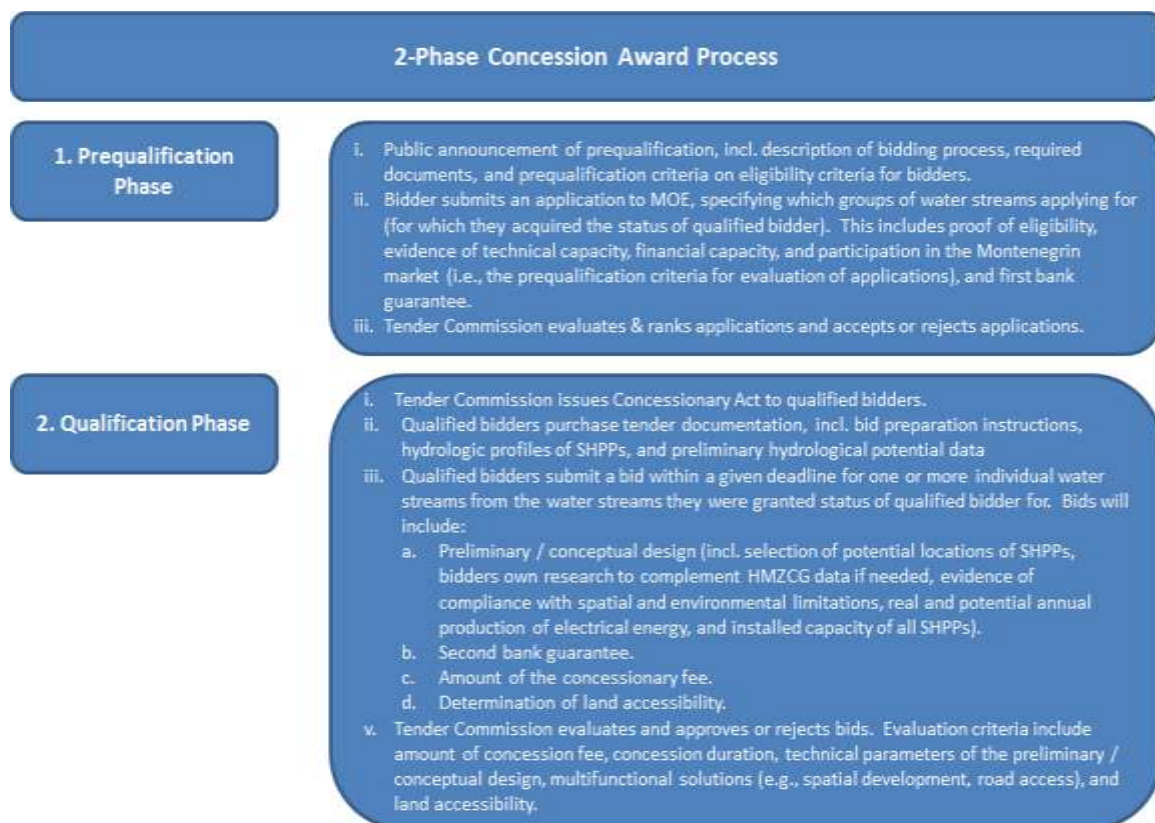 2-Phase Concession Award Process
1. Prequalification
Phase
i. Public announcement of prequalification, incl. description of bidding process, required
documents, and prequalification criteria on eligibility criteria for bidders.
ii. Bidder submits an application to MOE, specifying which groups of water streams applying for
(for which they acquired the status of qualified bidder). This includes proof of eligibility,
evidence of technical capacity, financial capacity, and participation in the Montenegrin
market (i.e., the prequalification criteria for evaluation of applications), and first bank
guarantee.
iii. Tender Commission evaluates & ranks applications and accepts or rejects applications.
2. Qualification Phase
i. Tender Commission issues Concessionary Act to qualified bidders.
ii. Qualified bidders purchase tender documentation, incl. bid preparation instructions,
hydrologic profiles of SHPPs, and preliminary hydrological potential data
iii. Qualified bidders submit a bid within a given deadline for one or more individual water
streams from the water streams they were granted status of qualified bidder for. Bids will
include:
a. Preliminary / conceptual design (incl. selection of potential locations of SHPPs,
bidders own research to complement HMZCG data if needed, evidence of
compliance with spatial and environmental limitations, real and potential annual
production of electrical energy, and installed capacity of all SHPPs).
b. Second bank guarantee.
c. Amount of the concessionary fee.
d. Determination of land accessibility.
v. Tender Commission evaluates and approves or rejects bids. Evaluation criteria include
amount of concession fee, concession duration, technical parameters of the preliminary /
conceptual design, multifunctional solutions (e.g., spatial development, road access), and
land accessibility.